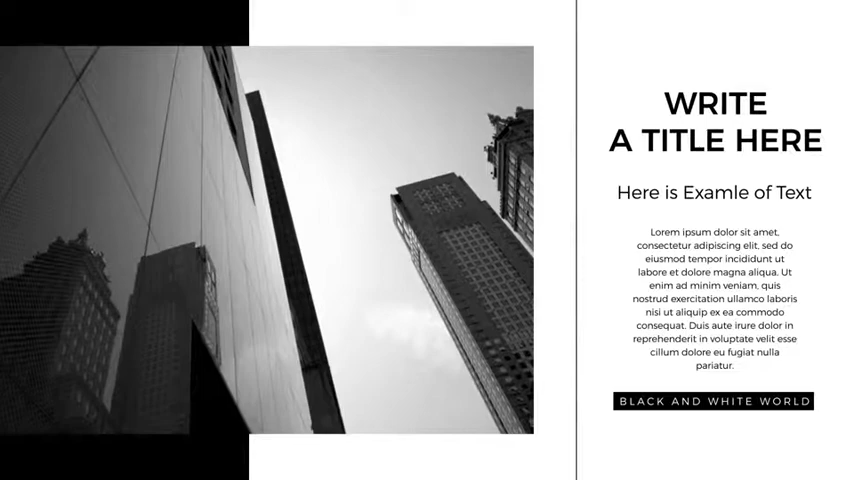 WRITE
A TITLE HERE
Here is Examle of Text
Lorem ipsum dolor sit amet,
consectetur adipiscing elit, sed do
eiusmod tempor incididunt ut
labore et dolore magna aliqua. Ut
enim ad minim veniam, quis
nostrud exercitation ullamco laboris
nisi ut aliquip ex ea commodo
consequat. Duis aute irure dolor in
reprehenderit in voluptate velit esse
cillum dolore eu fugiat nulla
pariatur.
BLACK AND WHITE WORLD